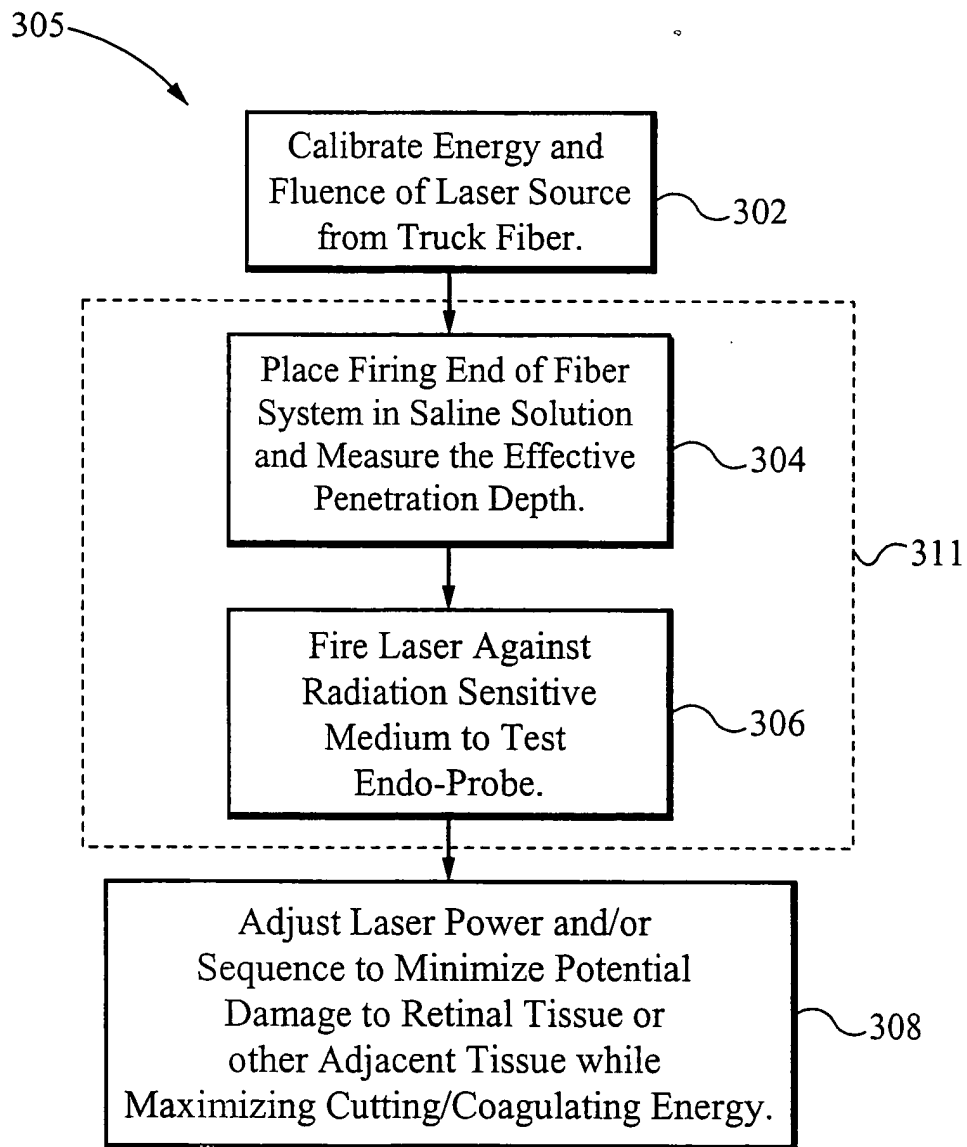 305
Calibrate Energy and
Fluence of Laser Source
from Truck Fiber.
302
Place Firing End of Fiber
System in Saline Solution
and Measure the Effective
Penetration Depth.
304
311
Fire Laser Against
Radiation Sensitive
Medium to Test
Endo-Probe.
306
Adjust Laser Power and/or
Sequence to Minimize Potential
Damage to Retinal Tissue or
other Adjacent Tissue while
Maximizing Cutting/Coagulating Energy.
308